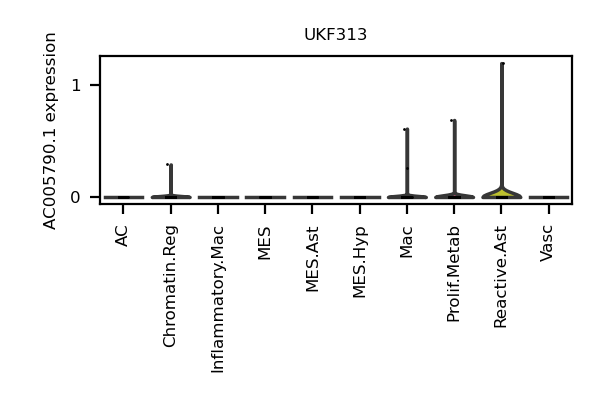 UKF313
AC005790.1 expression
1
0
AC
Chromatin.Reg
Inflammatory.Mac
MES
MES.Ast
MES.Hyp
Mac
Prolif.Metab
Reactive.Ast
Vasc